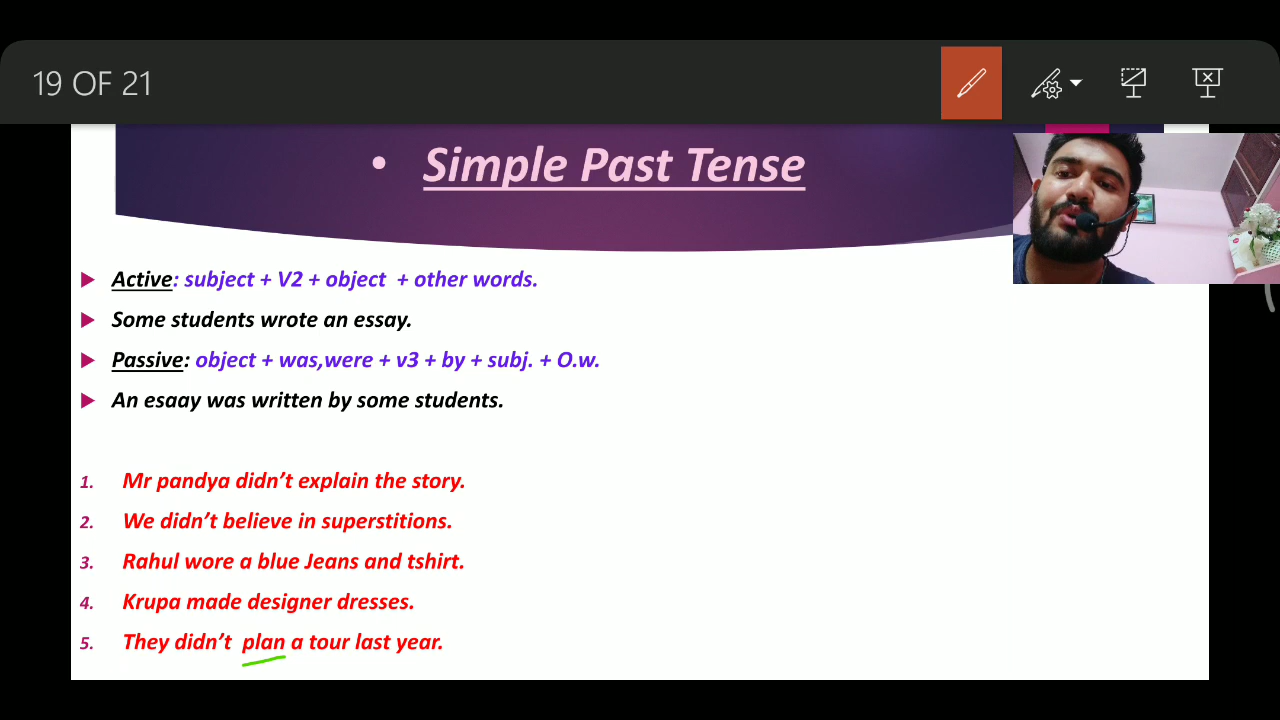 19 OF 21
• Simple Past Tense
Active: subject + V2 + object + other words.
Some students wrote an essay.
Passive: object + was,were + v3 + by + subj. + O.w.
An esaay was written by some students.
1. Mr pandya didn't explain the story.
2. We didn't believe in superstitions.
3. Rahul wore a blue Jeans and tshirt.
4. Krupa made designer dresses.
5. They didn't plan a tour last year.